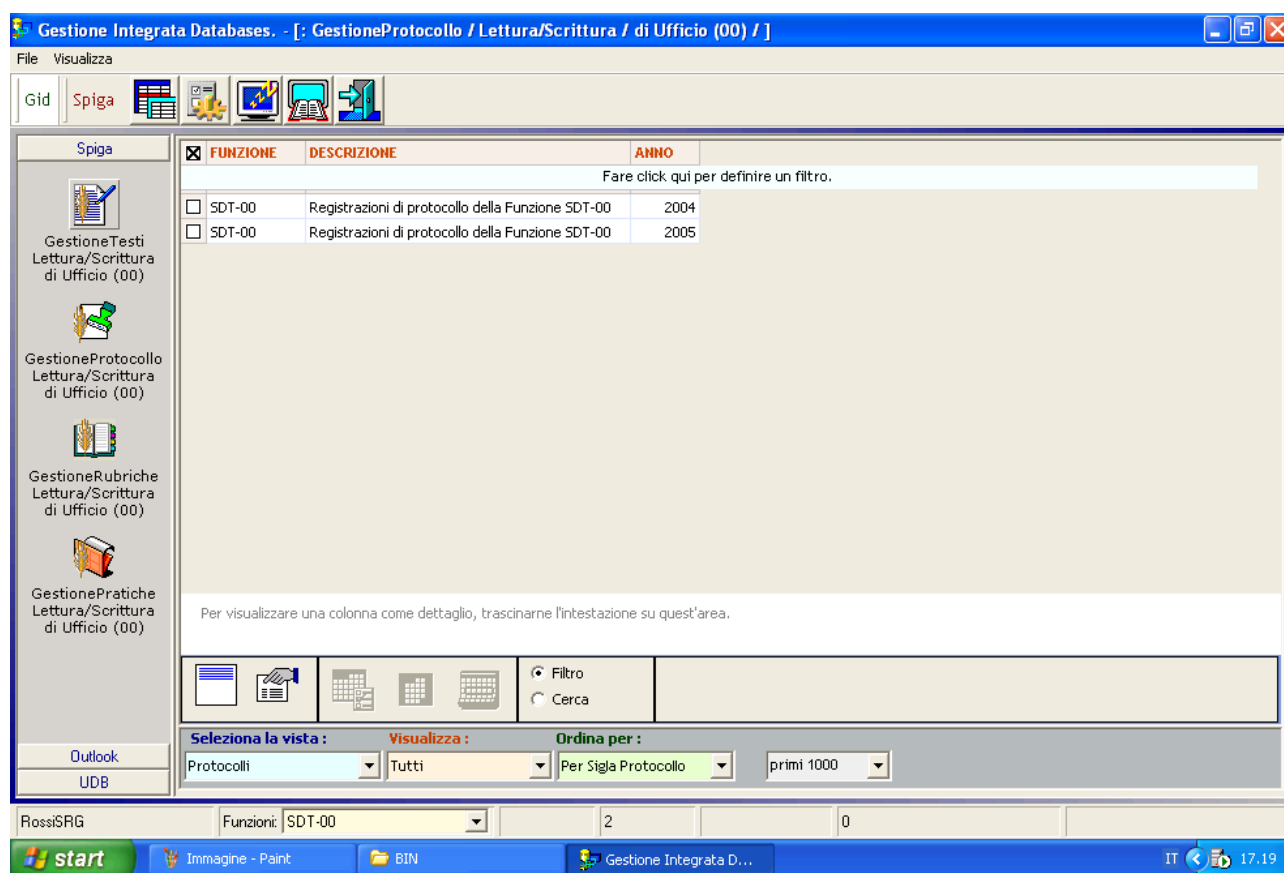 Gestione Integrata Databases. - [: GestioneProtocollo / Lettura/Scrittura / di Ufficio (00) / ]
File Visualizza
Gid Spiga
Spiga
FUNZIONE DESCRIZIONE ANNO
Fare click qui per definire un filtro.
SDT-00 Registrazioni di protocollo della Funzione SDT-00 2004
SDT-00 Registrazioni di protocollo della Funzione SDT-00 2005
GestioneTesti
Lettura/Scrittura
di Ufficio (00)
GestioneProtocollo
Lettura/Scrittura
di Ufficio (00)
GestioneRubriche
Lettura/Scrittura
di Ufficio (00)
GestionePratiche
Lettura/Scrittura
di Ufficio (00)
Per visualizzare una colonna come dettaglio, trascinarne l'intestazione su quest'area.
Filtro
Cerca
Seleziona la vista : Visualizza : Ordina per :
Protocolli Tutti Per Sigla Protocollo primi 1000
Outlook
UDB
RossiSRG Funzioni: SDT-00 2 0
start Immagine - Paint BIN Gestione Integrata D... IT 17.19